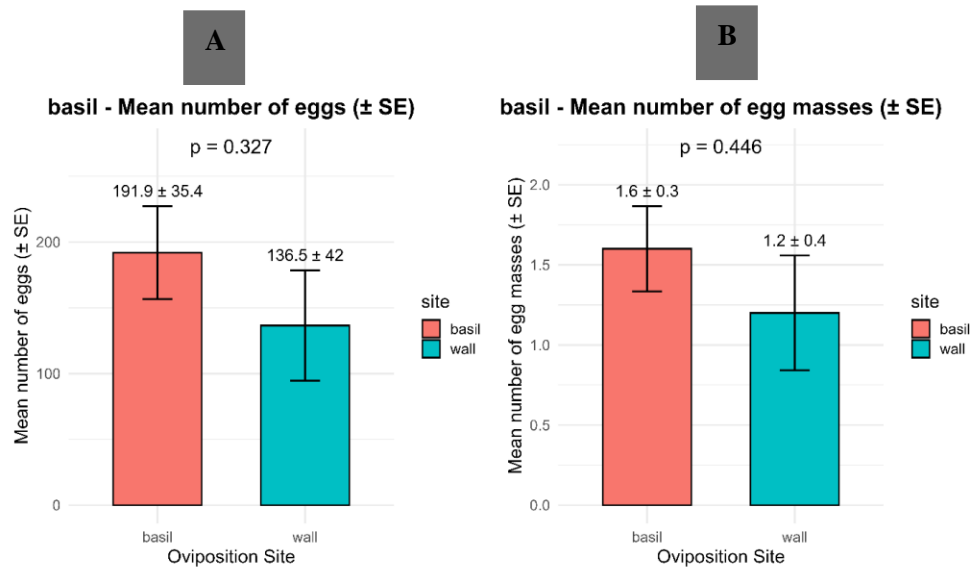 A
basil - Mean number of eggs (± SE)
p = 0.327
191.9 ± 35.4
136.5 ± 42
200
100
0
Mean number of eggs (± SE)
basil
wall
Oviposition Site
site
basil
wall
B
basil - Mean number of egg masses (± SE)
p = 0.446
1.6 ± 0.3
1.2 ± 0.4
2.0
1.5
1.0
0.5
0.0
Mean number of egg masses (± SE)
basil
wall
Oviposition Site
site
basil
wall